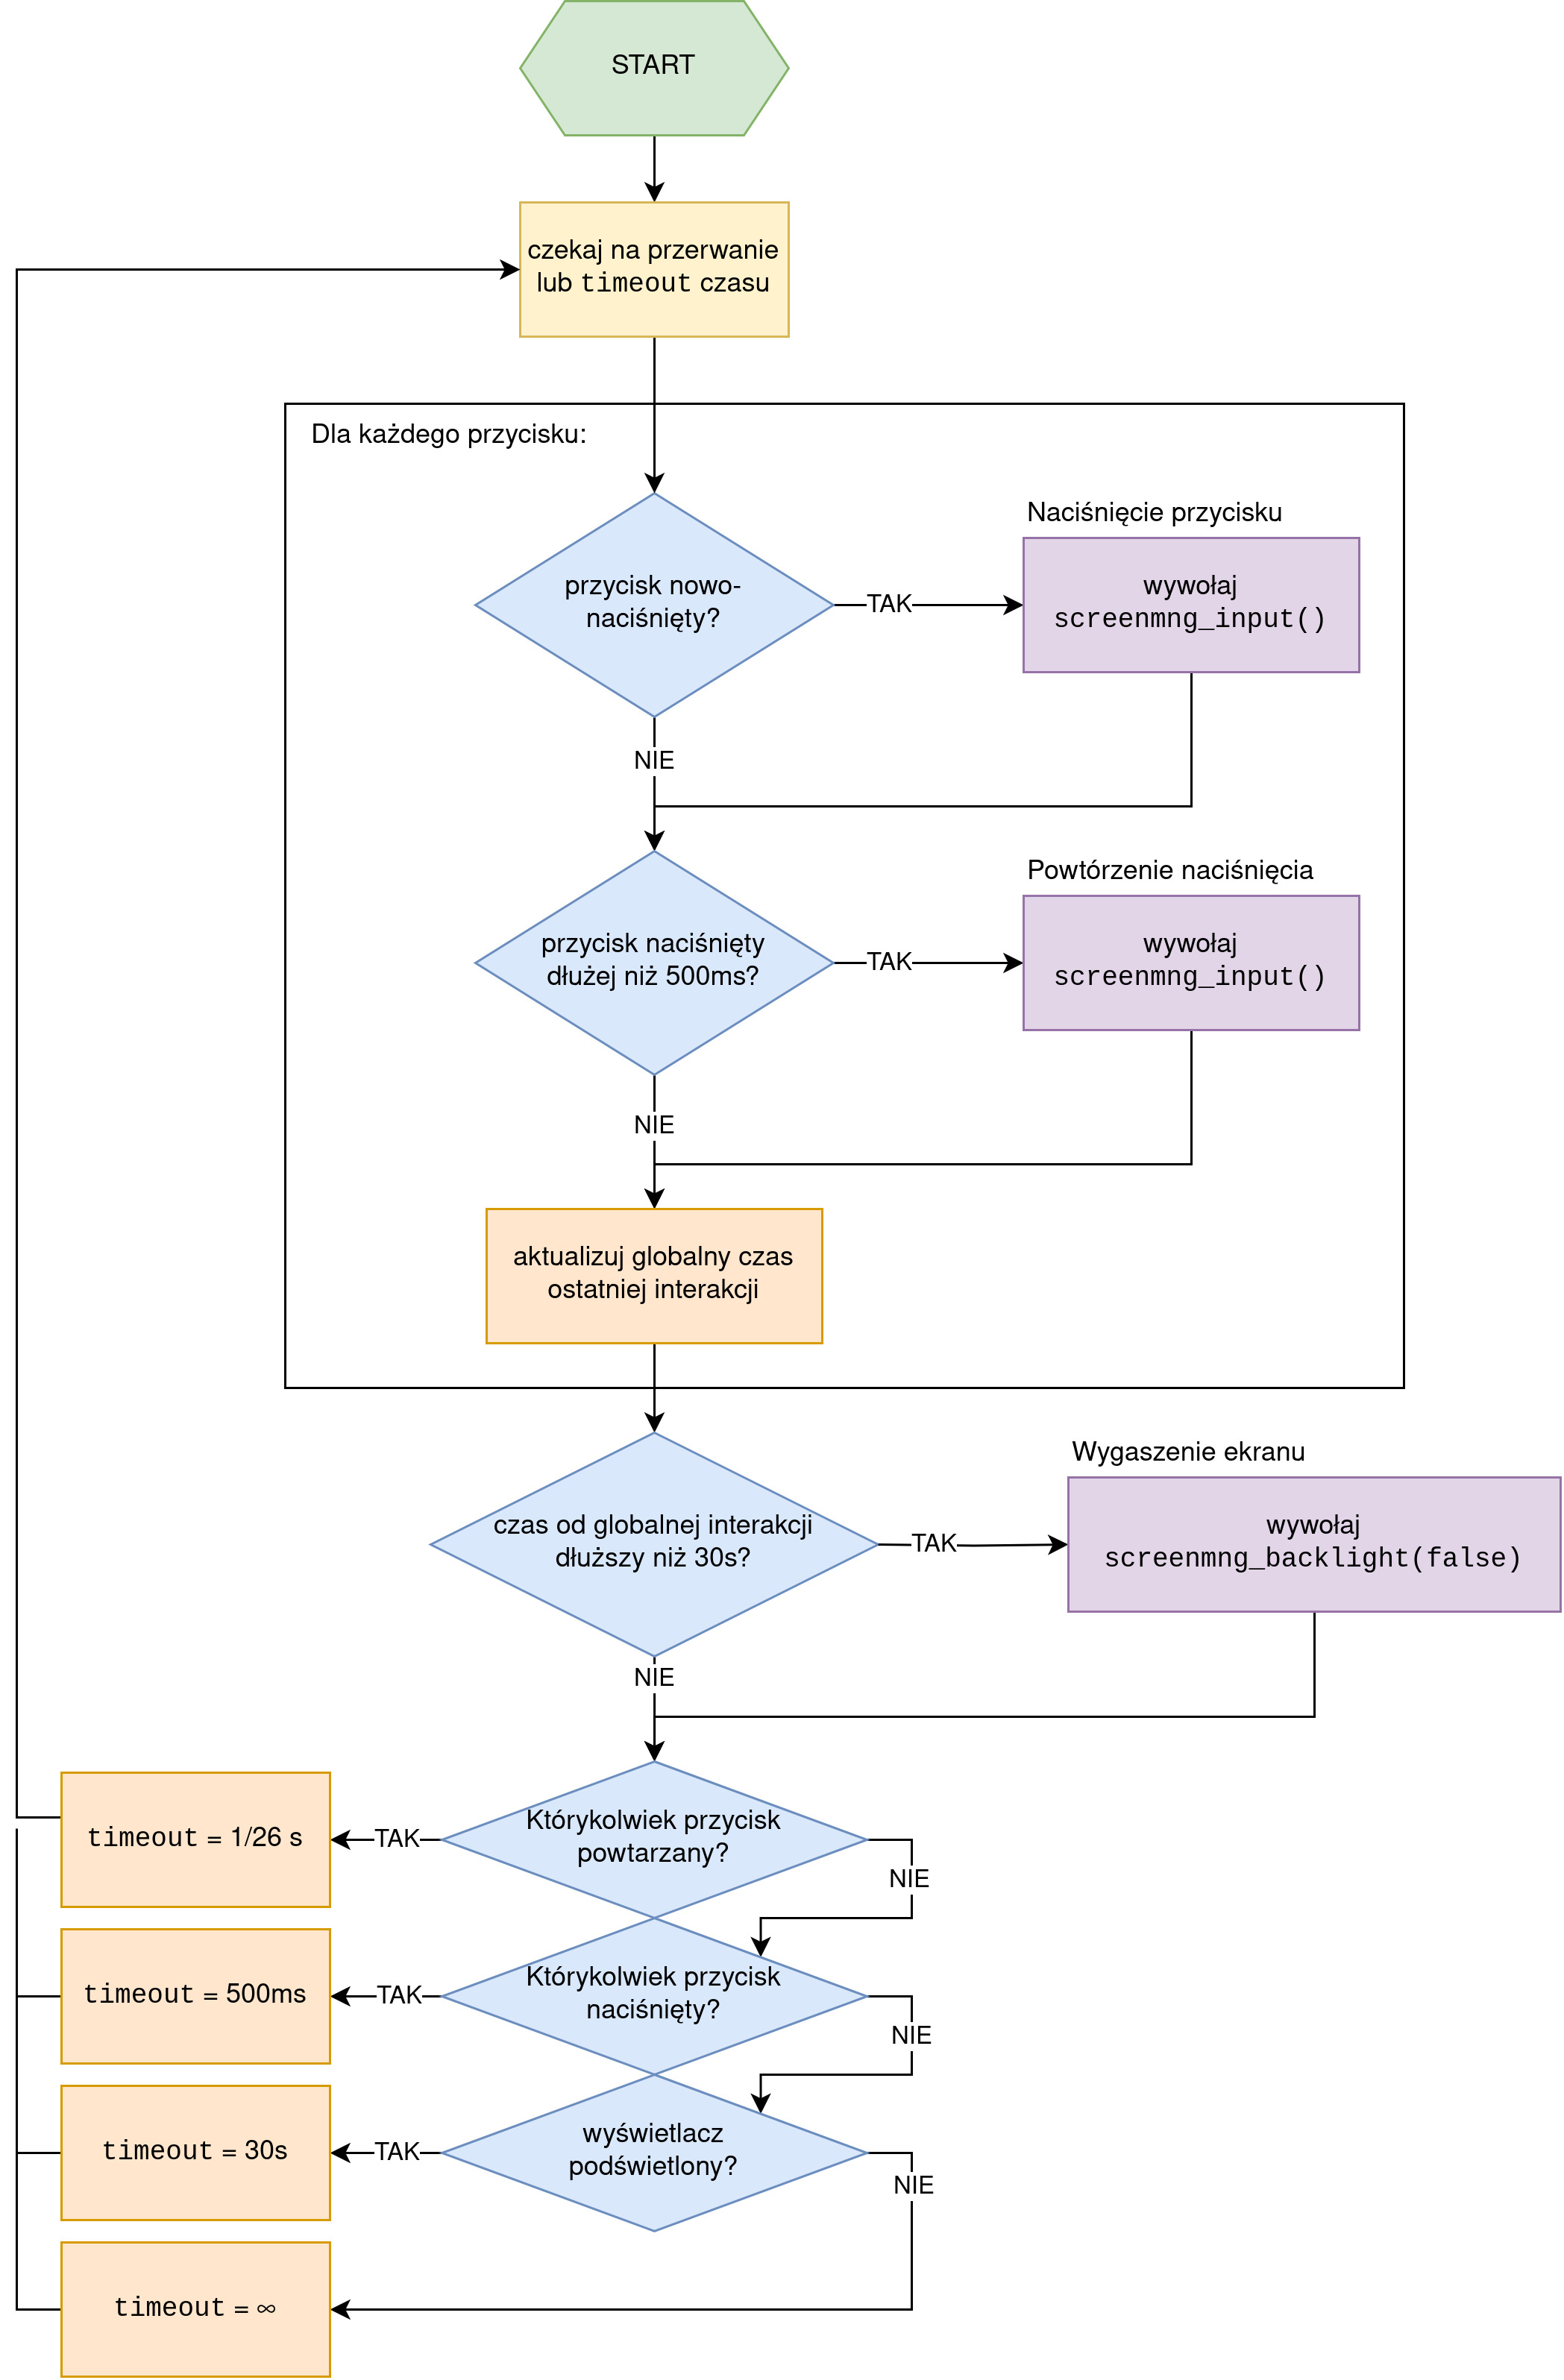 START
czekaj na przerwanie
lub timeout czasu
Dla każdego przycisku:
przycisk nowo-
naciśnięty?
TAK
Naciśnięcie przycisku
wywołaj
screenmng_input()
NIE
przycisk naciśnięty
dłużej niż 500ms?
TAK
Powtórzenie naciśnięcia
wywołaj
screenmng_input()
NIE
aktualizuj globalny czas
ostatniej interakcji
czas od globalnej interakcji
dłuższy niż 30s?
TAK
Wygaszenie ekranu
wywołaj
screenmng_backlight(false)
NIE
Którykolwiek przycisk
powtarzany?
TAK
timeout = 1/26 s
NIE
Którykolwiek przycisk
naciśnięty?
TAK
timeout = 500ms
NIE
wyświetlacz
podświetlony?
TAK
timeout = 30s
NIE
timeout = ∞